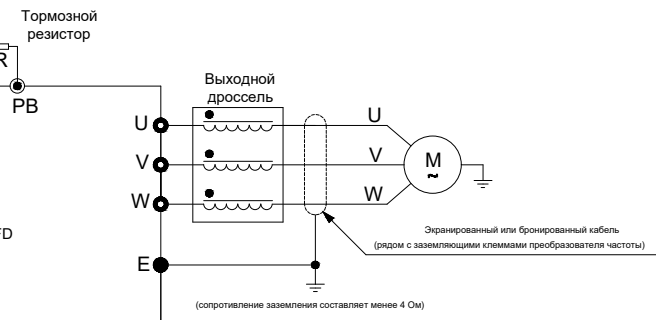 Тормозной
резистор
R
PB
Выходной
дроссель
U
U
V
V
M
~
W
W
FD
Экранированный или бронированный кабель
(рядом с заземляющими клеммами преобразователя частоты)
E
(сопротивление заземления составляет менее 4 Ом)